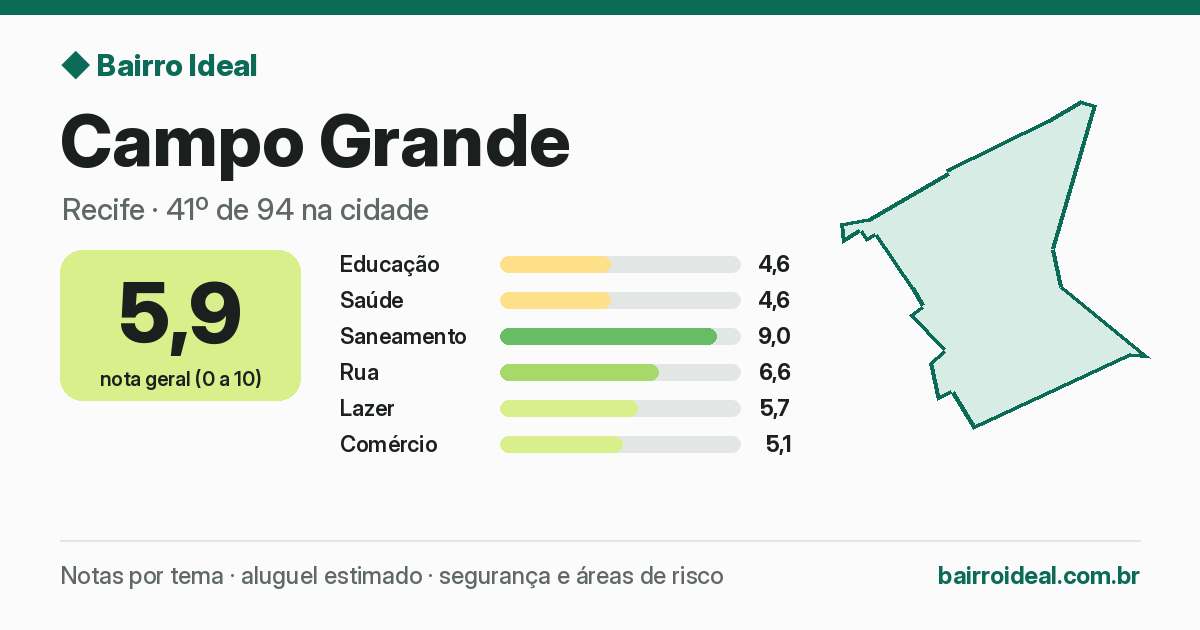 Bairro Ideal
Campo Grande
Recife · 41º de 94 na cidade
5,9
nota geral (0 a 10)
Educação 4,6
Saúde 4,6
Saneamento 9,0
Rua 6,6
Lazer 5,7
Comércio 5,1
Notas por tema · aluguel estimado · segurança e áreas de risco
bairroideal.com.br